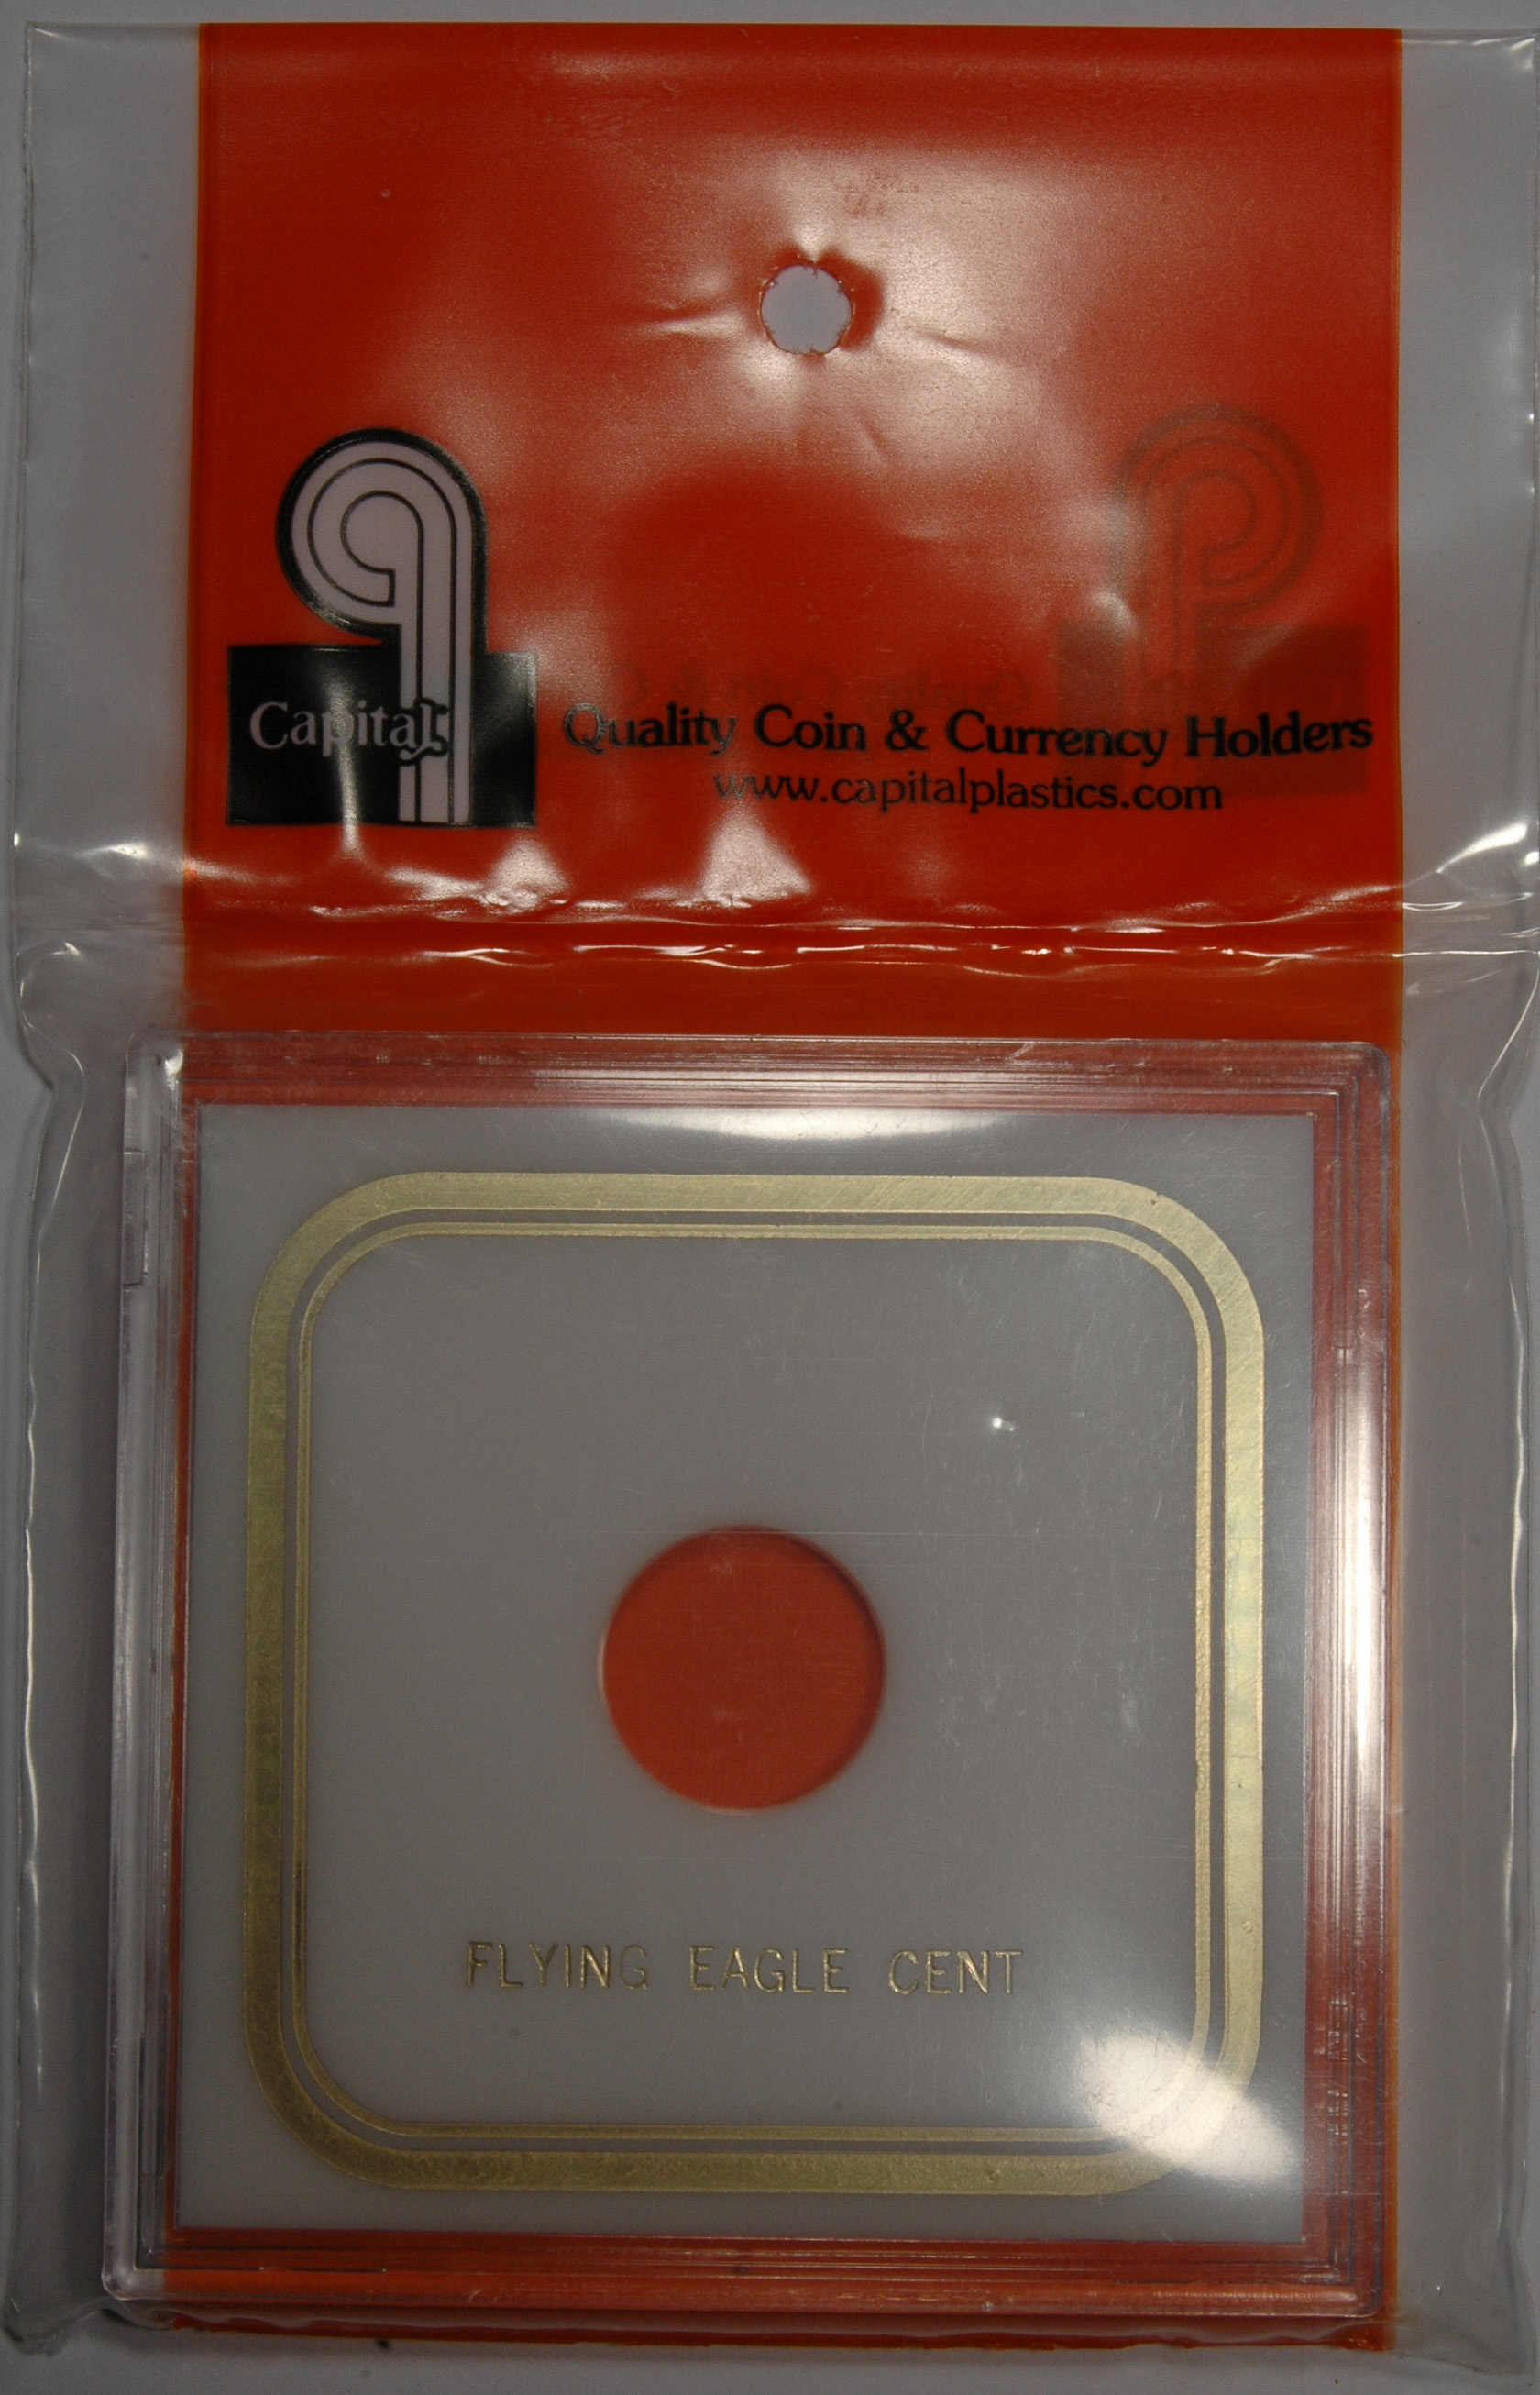 Capital
Quality Coin & Currency Holders
www.capitalplastics.com
FLYING EAGLE CENT